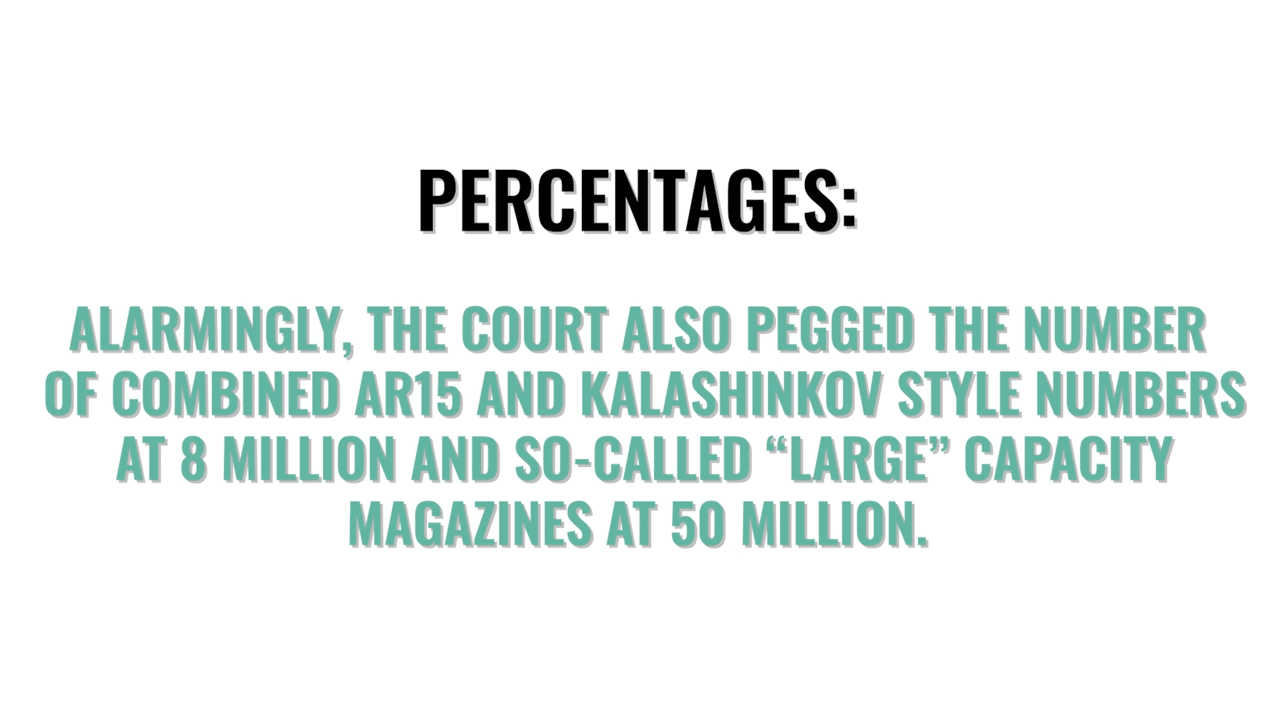 PERCENTAGES:
ALARMINGLY, THE COURT ALSO PEGGED THE NUMBER
OF COMBINED AR15 AND KALASHINKOV STYLE NUMBERS
AT 8 MILLION AND SO-CALLED “LARGE” CAPACITY
MAGAZINES AT 50 MILLION.